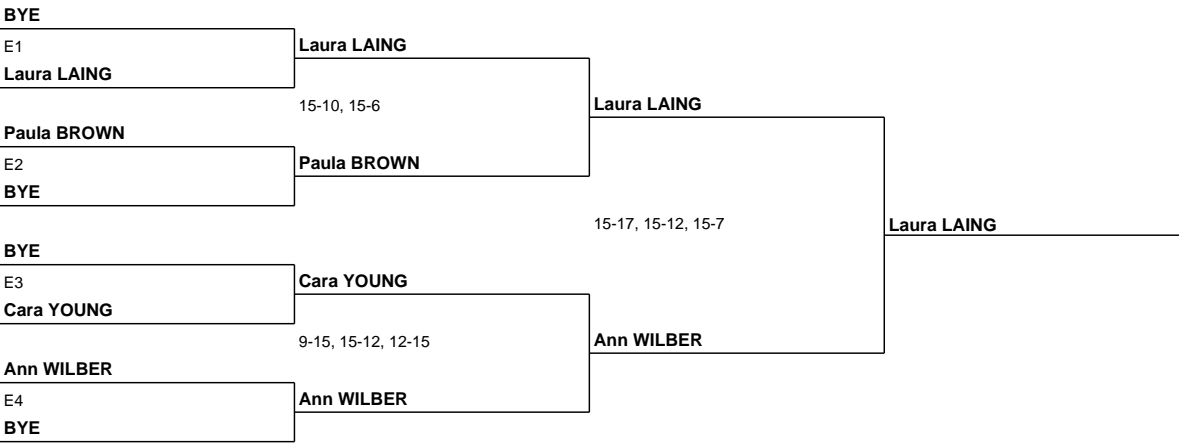 BYE
E1
Laura LAING
Laura LAING
15-10, 15-6
Laura LAING
Paula BROWN
E2
Paula BROWN
BYE
15-17, 15-12, 15-7
Laura LAING
BYE
E3
Cara YOUNG
Cara YOUNG
9-15, 15-12, 12-15
Ann WILBER
Ann WILBER
E4
Ann WILBER
BYE